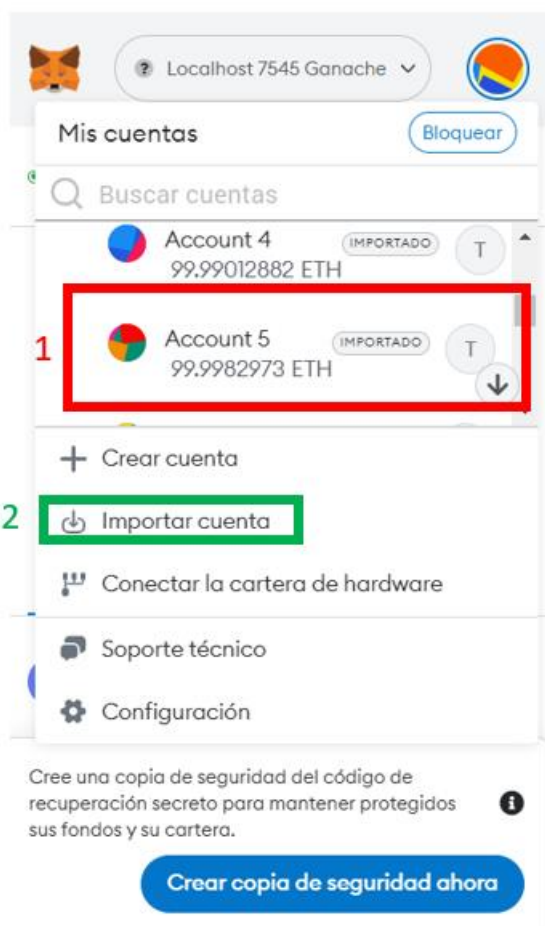 Localhost 7545 Ganache
Mis cuentas
Bloquear
Buscar cuentas
Account 4
IMPORTADO
T
99.99012882 ETH
1
Account 5
IMPORTADO
T
99.9982973 ETH
Crear cuenta
2
Importar cuenta
Conectar la cartera de hardware
Soporte técnico
Configuración
Cree una copia de seguridad del código de
recuperación secreto para mantener protegidos
sus fondos y su cartera.
Crear copia de seguridad ahora